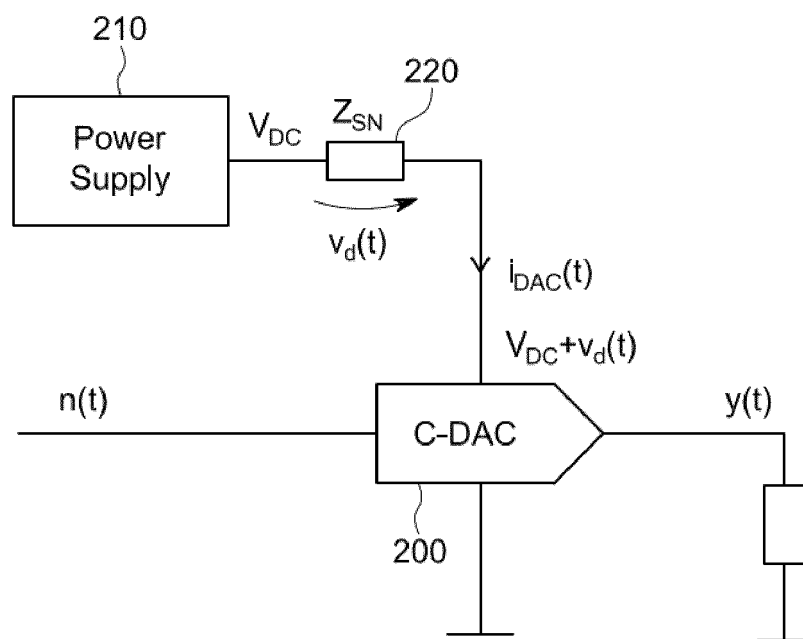 210
220
Power
Supply
V_DC
Z_SN
v_d(t)
i_DAC(t)
V_DC+v_d(t)
n(t)
C-DAC
y(t)
200